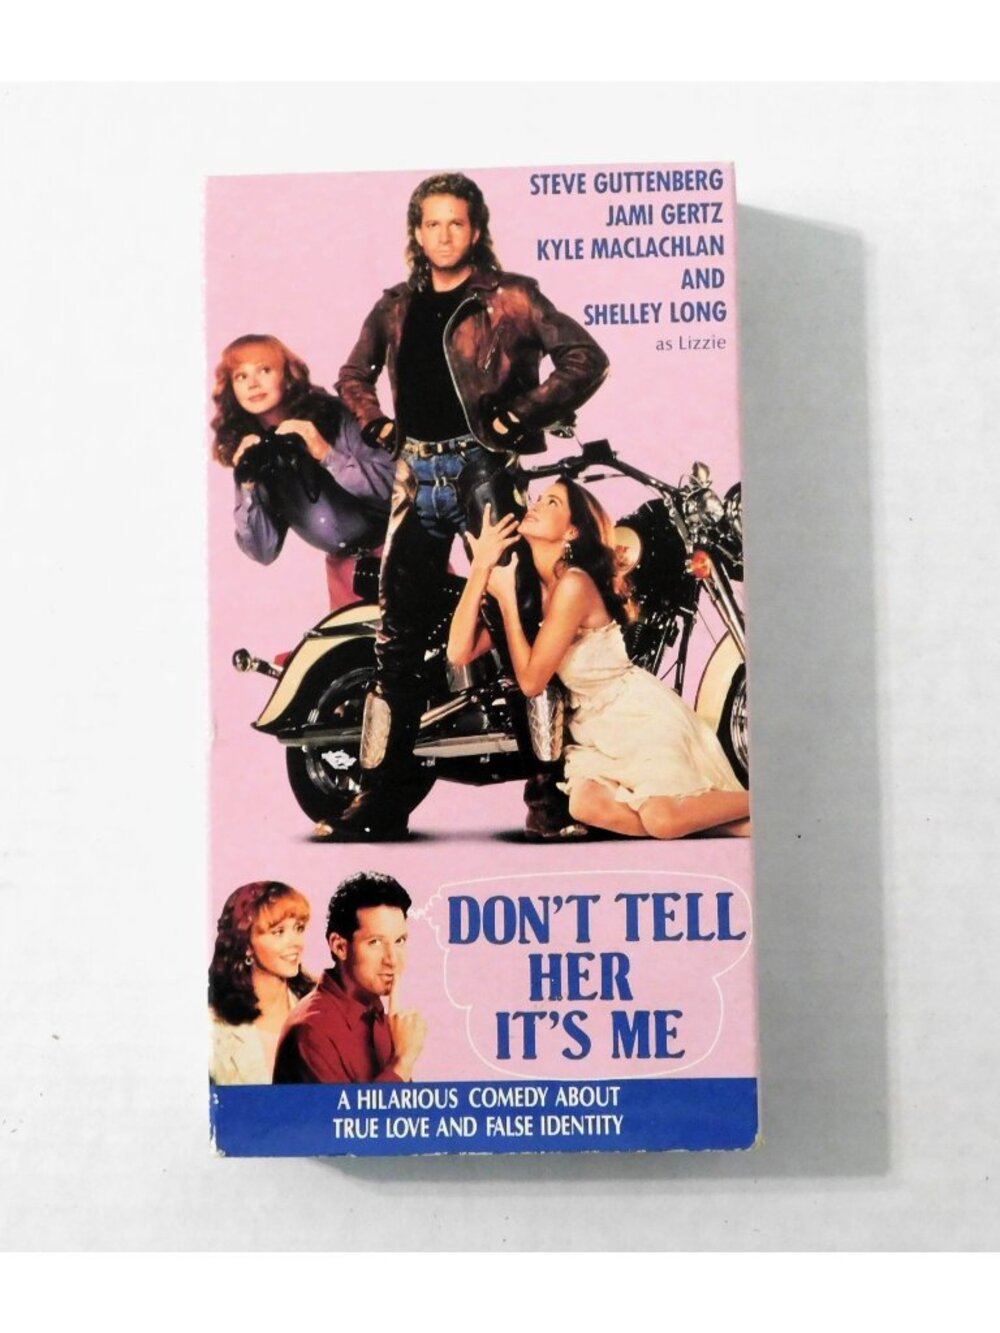 STEVE GUTTENBERG
JAMI GERTZ
KYLE MACLACHLAN
AND
SHELLEY LONG
as Lizzie
DON'T TELL
HER
IT'S ME
A HILARIOUS COMEDY ABOUT
TRUE LOVE AND FALSE IDENTITY